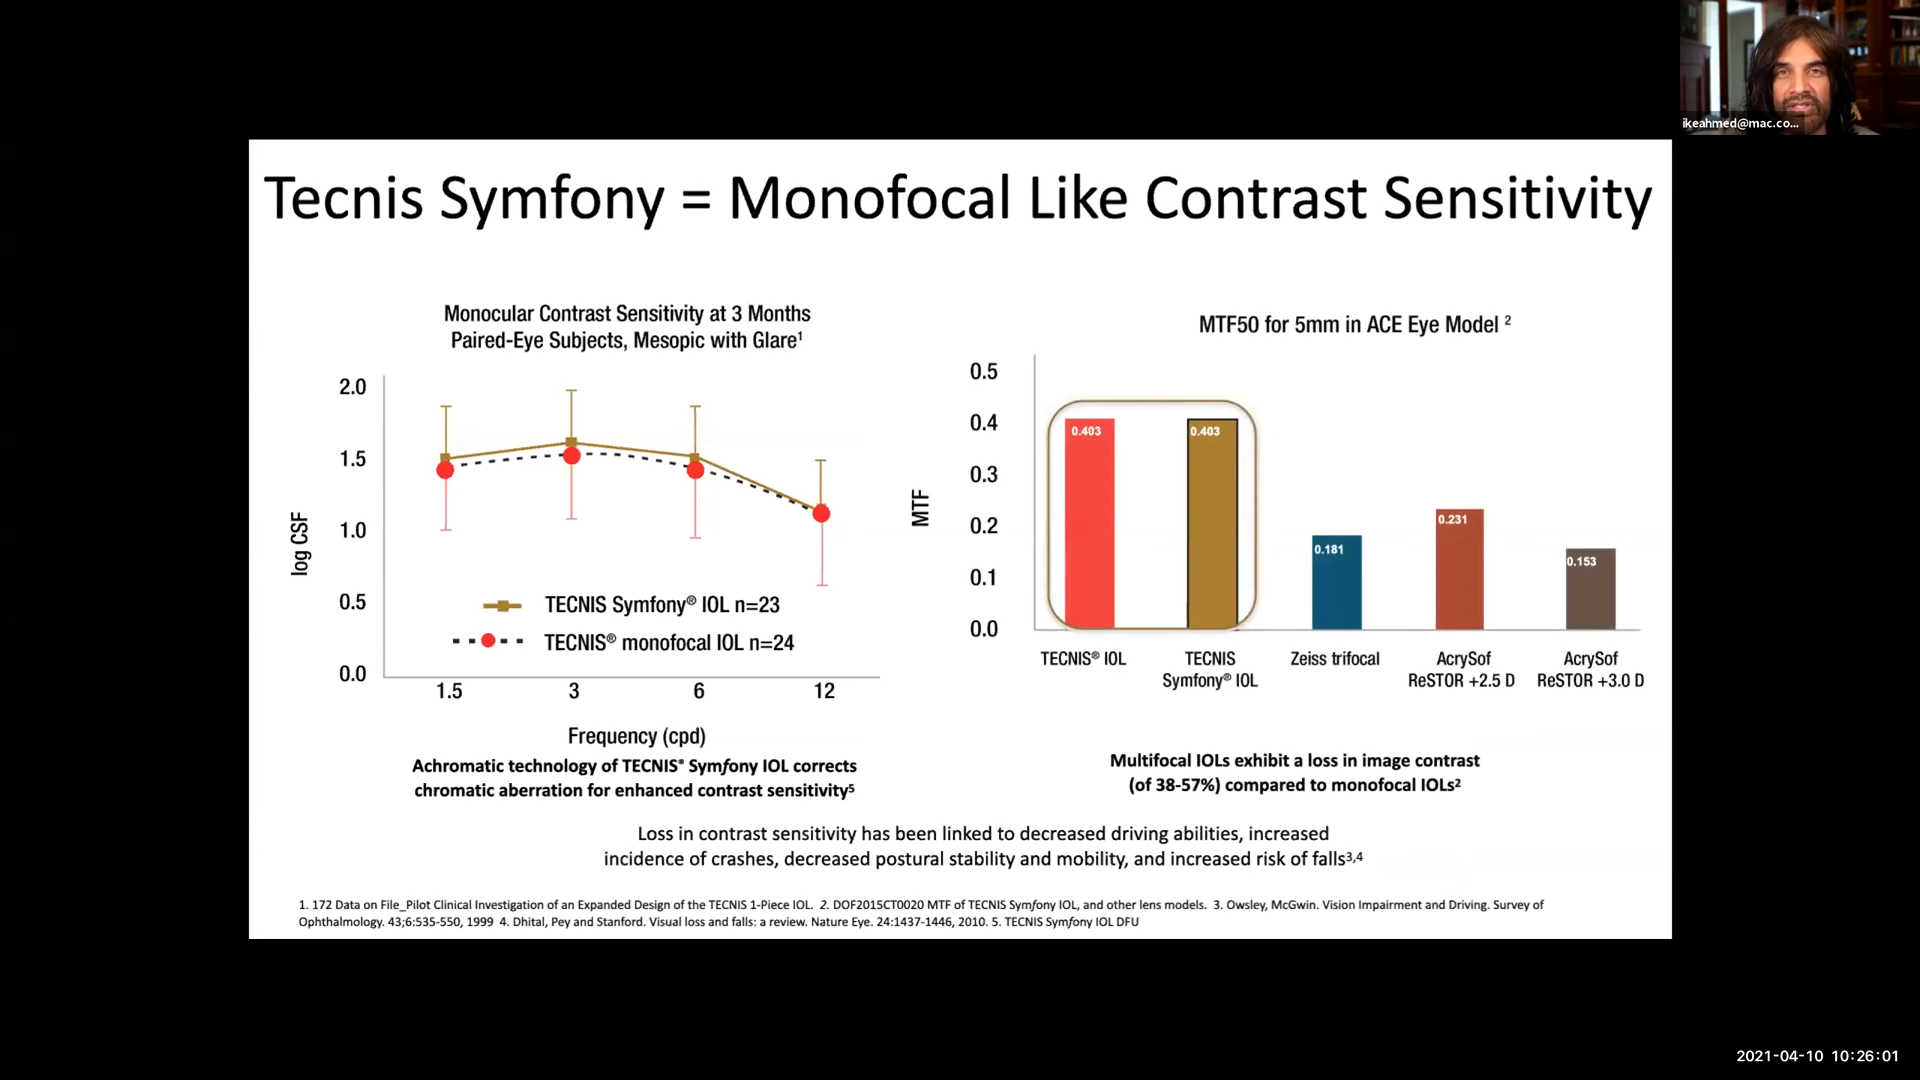 ikeahmed@mac.co...
Tecnis Symfony = Monofocal Like Contrast Sensitivity
Monocular Contrast Sensitivity at 3 Months
Paired-Eye Subjects, Mesopic with Glare¹
2.0
1.5
1.0
0.5
0.0
log CSF
TECNIS Symfony® IOL n=23
TECNIS® monofocal IOL n=24
1.5 3 6 12
Frequency (cpd)
Achromatic technology of TECNIS® Symfony IOL corrects
chromatic aberration for enhanced contrast sensitivity⁵
MTF50 for 5mm in ACE Eye Model ²
0.5
0.4
0.3
0.2
0.1
0.0
MTF
0.403
0.403
0.181
0.231
0.153
TECNIS® IOL
TECNIS
Symfony® IOL
Zeiss trifocal
AcrySof
ReSTOR +2.5 D
AcrySof
ReSTOR +3.0 D
Multifocal IOLs exhibit a loss in image contrast
(of 38-57%) compared to monofocal IOLs²
Loss in contrast sensitivity has been linked to decreased driving abilities, increased
incidence of crashes, decreased postural stability and mobility, and increased risk of falls³,⁴
1. 172 Data on File_Pilot Clinical Investigation of an Expanded Design of the TECNIS 1-Piece IOL. 2. DOF2015CT0020 MTF of TECNIS Symfony IOL, and other lens models. 3. Owsley, McGwin. Vision Impairment and Driving. Survey of
Ophthalmology. 43;6:535-550, 1999 4. Dhital, Pey and Stanford. Visual loss and falls: a review. Nature Eye. 24:1437-1446, 2010. 5. TECNIS Symfony IOL DFU
2021-04-10 10:26:01